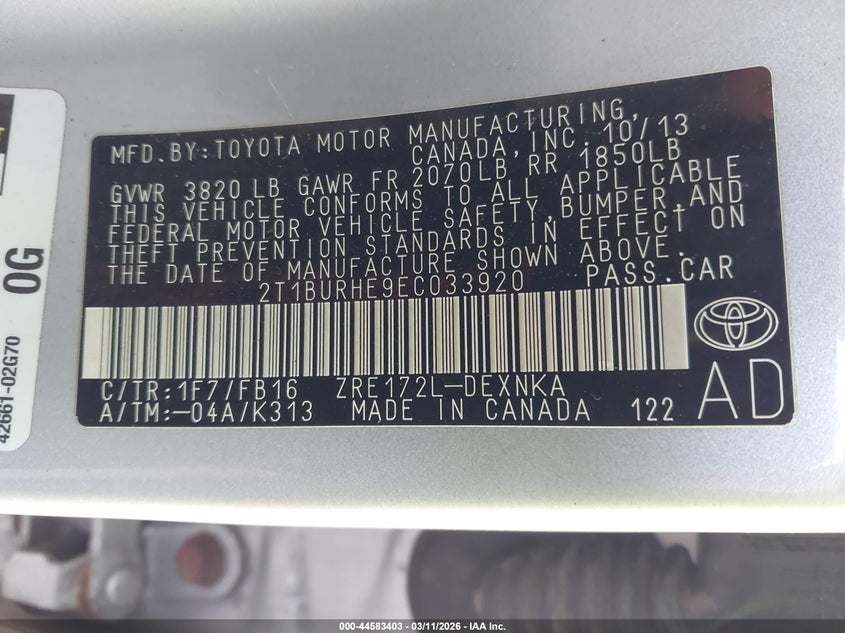 MFD.BY:TOYOTA MOTOR MANUFACTURING,
CANADA, INC. 10/13
GVWR 3820 LB GAWR FR 2070LB RR 1850LB
THIS VEHICLE CONFORMS TO ALL APPLICABLE
FEDERAL MOTOR VEHICLE SAFETY, BUMPER, AND
THEFT PREVENTION STANDARDS IN EFFECT ON
THE DATE OF MANUFACTURE SHOWN ABOVE.
2T1BURHE9EC033920 PASS.CAR
C/TR:1F7/FB16 ZRE172L-DEXNKA
A/TM:-04A/K313 MADE IN CANADA 122 AD
42661-02G70
0G
000-44583403 - 03/11/2026 - IAA Inc.